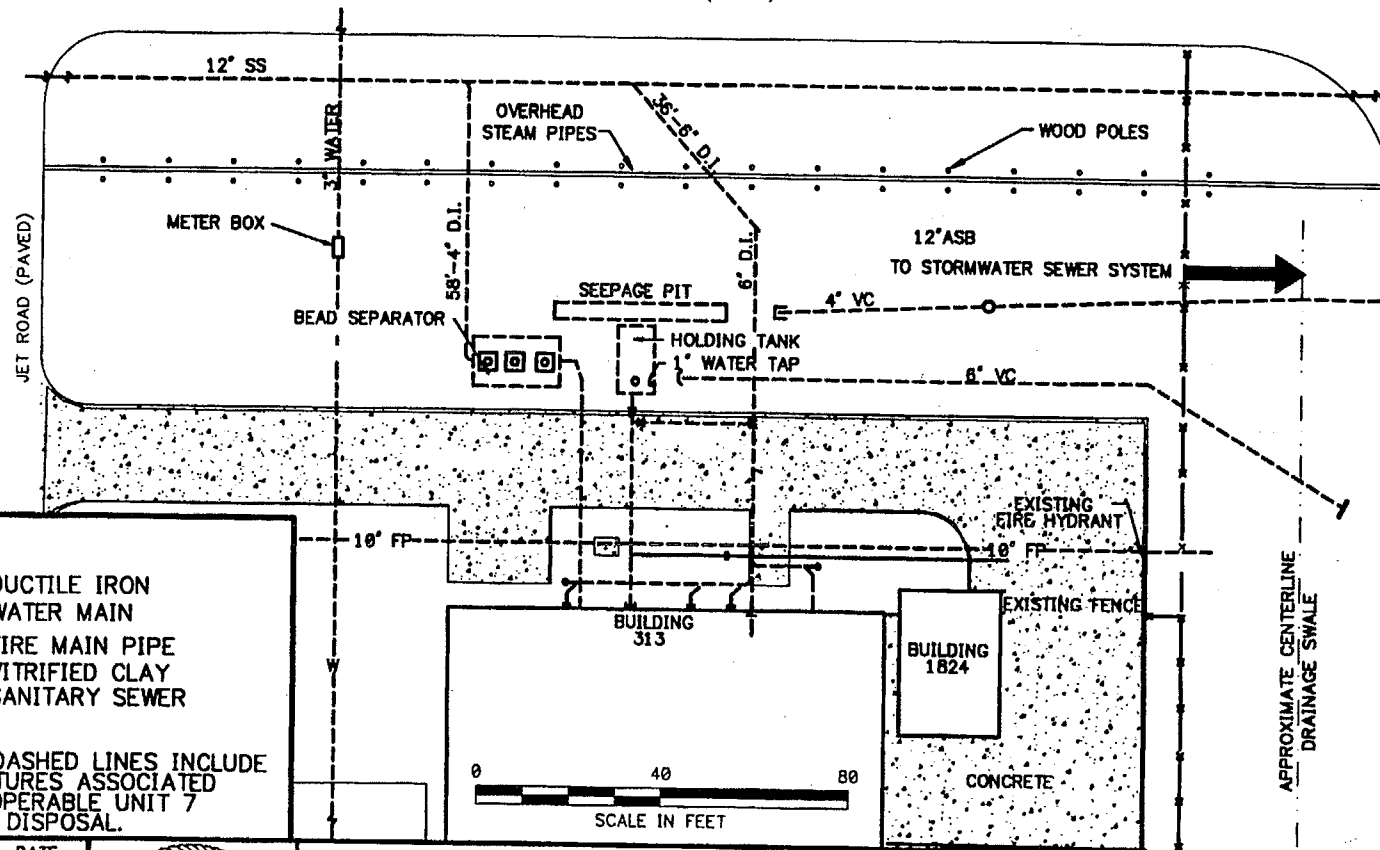 12" SS
3" WATER
OVERHEAD
STEAM PIPES
36'-6" D.I.
WOOD POLES
JET ROAD (PAVED)
METER BOX
58'-4" D.I.
6" D.I.
12"ASB
TO STORMWATER SEWER SYSTEM
SEEPAGE PIT
4" VC
BEAD SEPARATOR
HOLDING TANK
1" WATER TAP
6" VC
EXISTING
FIRE HYDRANT
10" FP
10" FP
EXISTING FENCE
BUILDING
313
BUILDING
1824
W
CONCRETE
0 40 80
SCALE IN FEET
APPROXIMATE CENTERLINE
DRAINAGE SWALE
DUCTILE IRON
WATER MAIN
FIRE MAIN PIPE
VITRIFIED CLAY
SANITARY SEWER
DASHED LINES INCLUDE
TURES ASSOCIATED
OPERABLE UNIT 7
DISPOSAL.
DATE